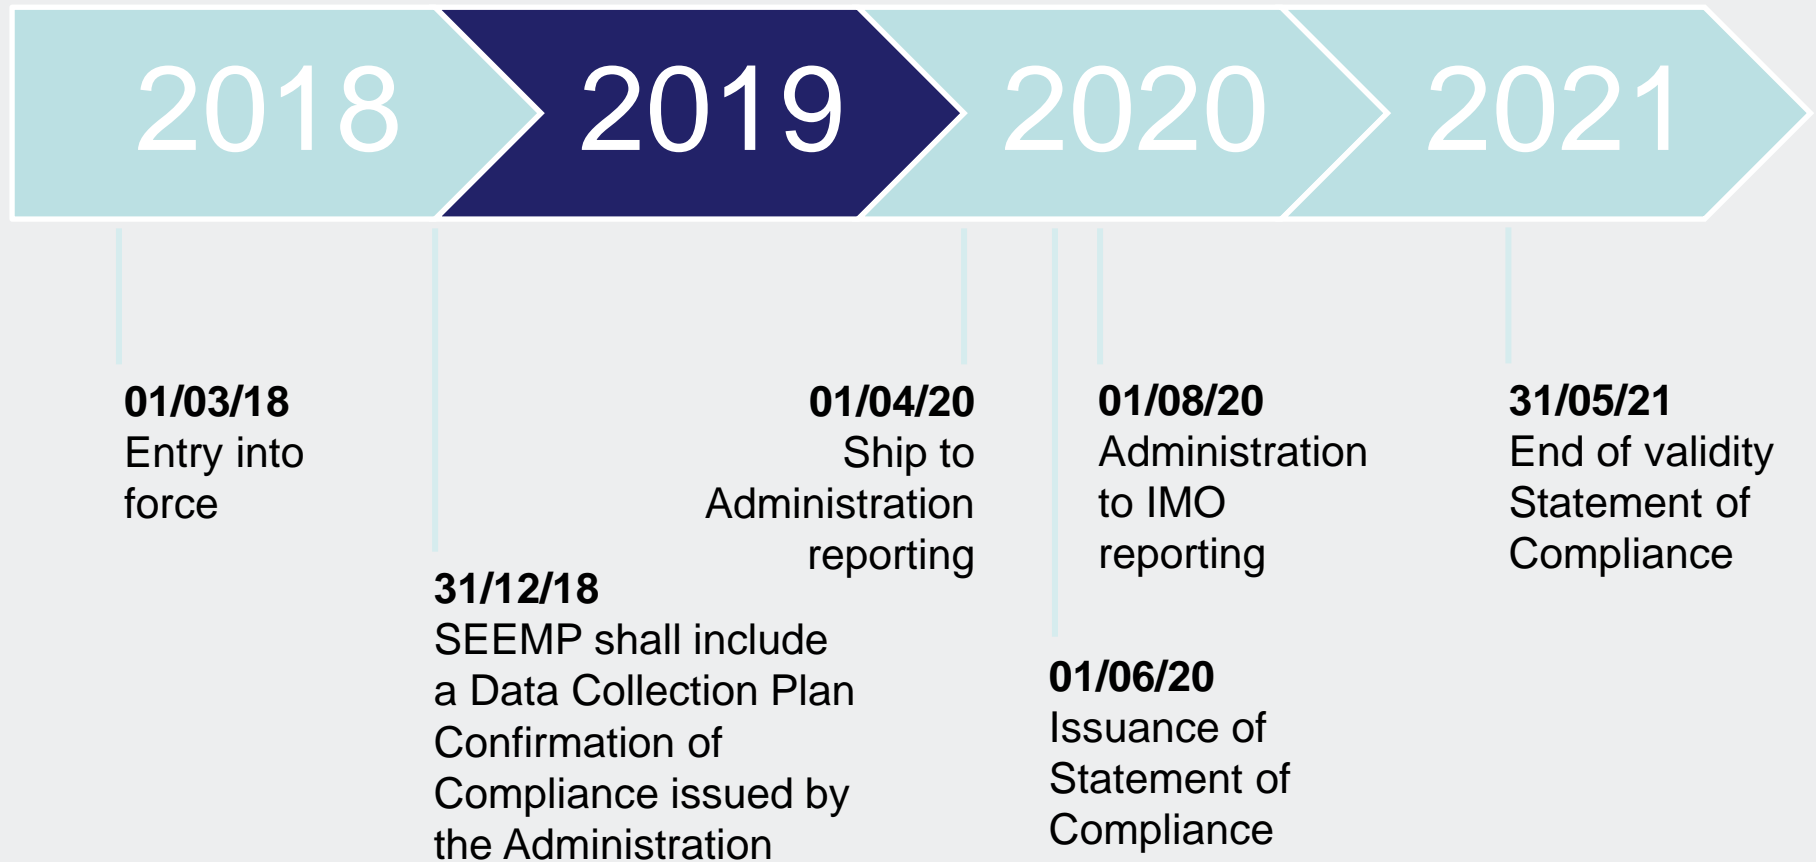 2018
2019
2020
2021
01/03/18
Entry into
force
31/12/18
SEEMP shall include
a Data Collection Plan
Confirmation of
Compliance issued by
the Administration
01/04/20
Ship to
Administration
reporting
01/06/20
Issuance of
Statement of
Compliance
01/08/20
Administration
to IMO
reporting
31/05/21
End of validity
Statement of
Compliance